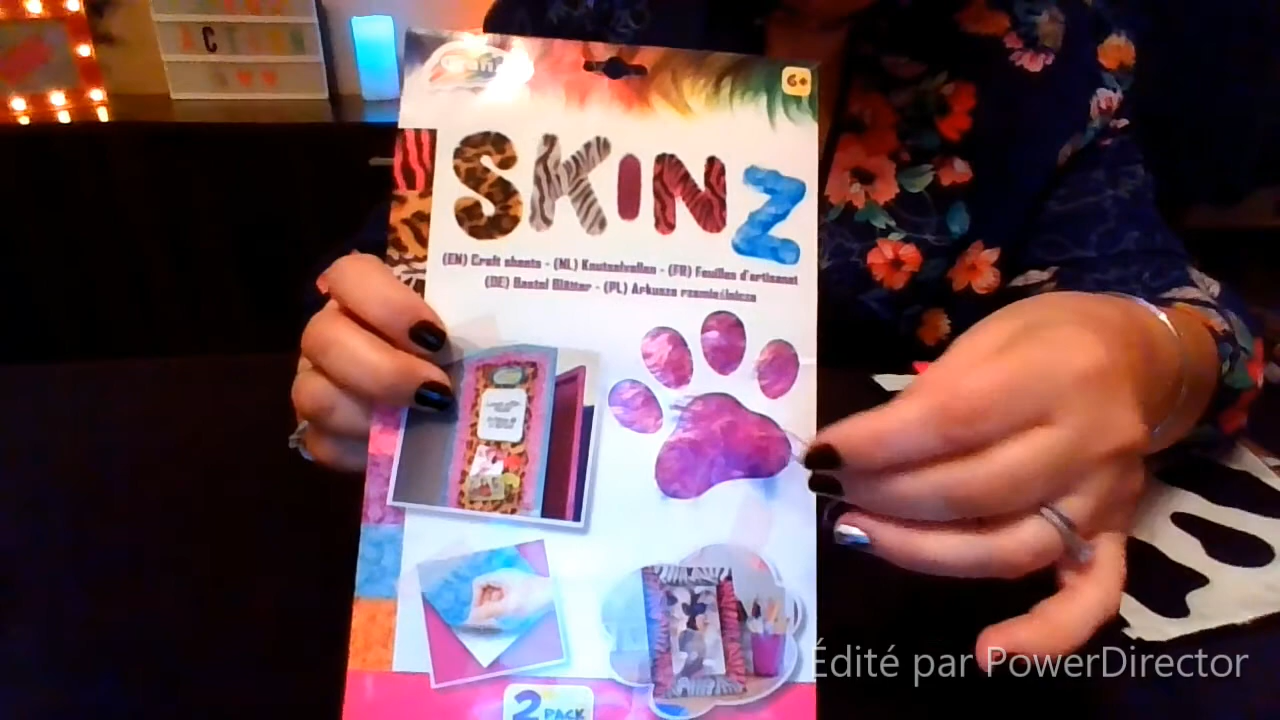 6+
SKINZ
(EN) Craft sheets - (NL) Knutselvellen - (FR) Feuilles d'artisanat
(DE) Bastel Blätter - (PL) Arkusze rzemieślnicze
2 PACK
Édité par PowerDirector